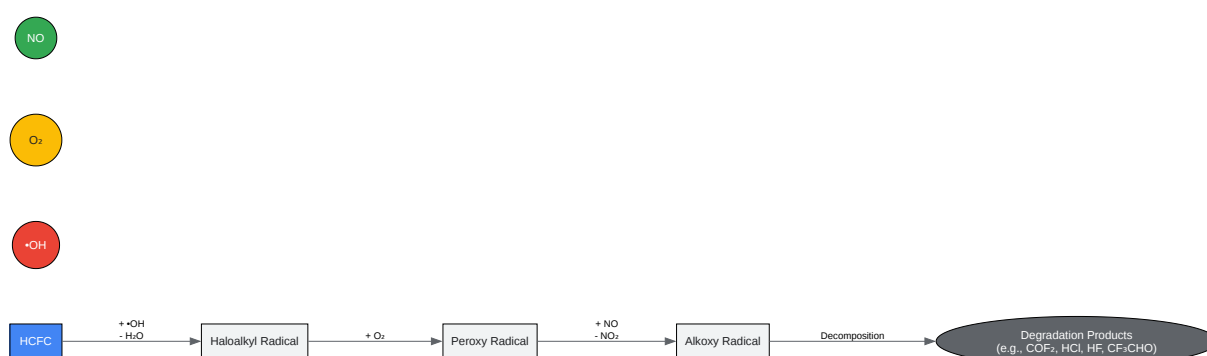 NO
O₂
•OH
HCFC
+ •OH
- H₂O
Haloalkyl Radical
+ O₂
Peroxy Radical
+ NO
- NO₂
Alkoxy Radical
Decomposition
Degradation Products
(e.g., COF₂, HCl, HF, CF₃CHO)